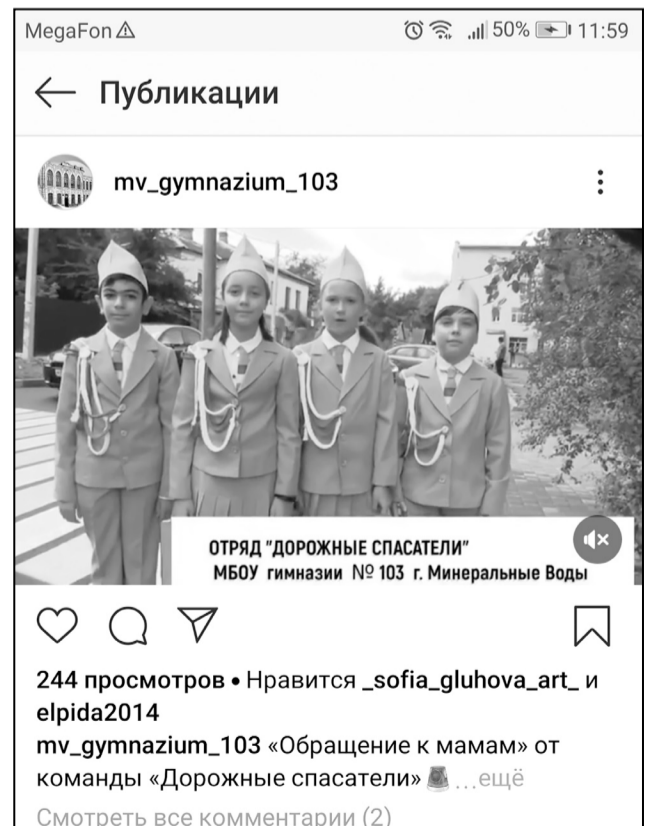 MegaFon
50% 11:59
Публикации
mv_gymnazium_103
ОТРЯД "ДОРОЖНЫЕ СПАСАТЕЛИ"
МБОУ гимназии № 103 г. Минеральные Воды
244 просмотров • Нравится _sofia_gluhova_art_ и
elpida2014
mv_gymnazium_103 «Обращение к мамам» от
команды «Дорожные спасатели» 🚨 ...ещё
Смотреть все комментарии (2)